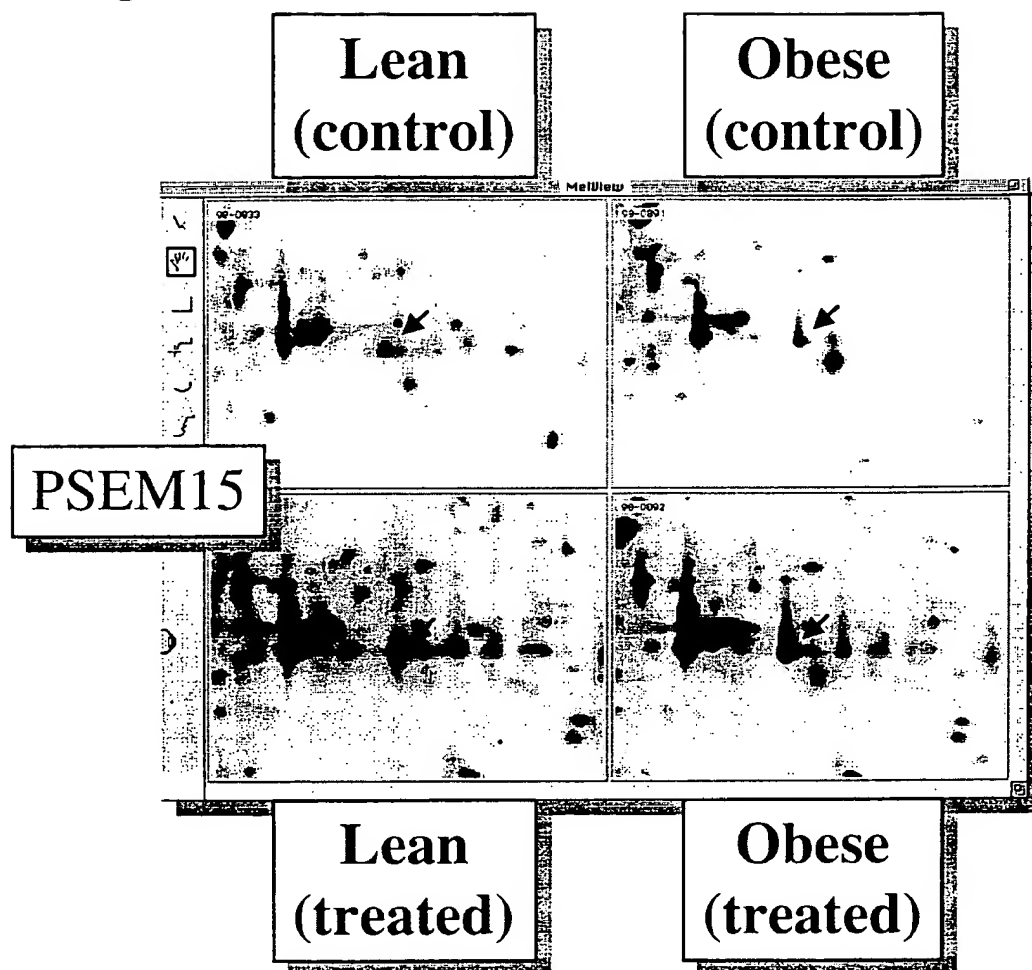 Lean
(control)
Obese
(control)
MelView
PSEM15
Lean
(treated)
Obese
(treated)